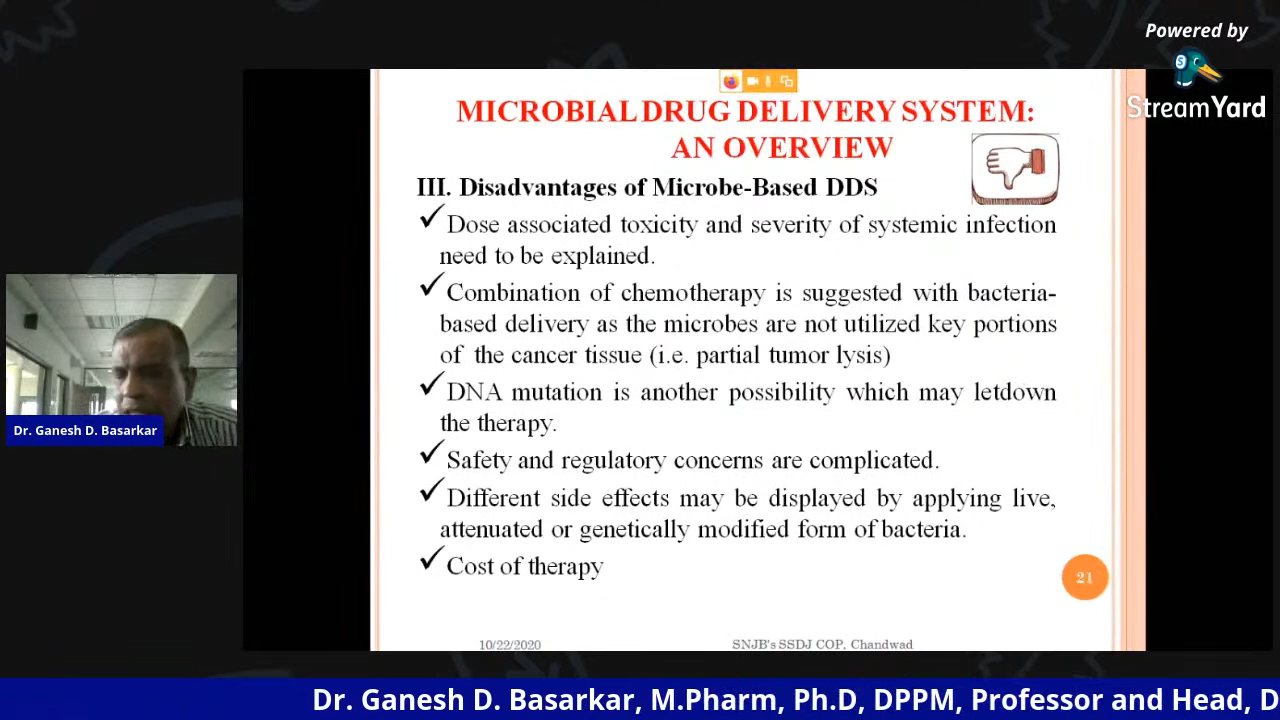 Powered by
S
StreamYard
MICROBIAL DRUG DELIVERY SYSTEM:
AN OVERVIEW
III. Disadvantages of Microbe-Based DDS
✓Dose associated toxicity and severity of systemic infection
need to be explained.
✓Combination of chemotherapy is suggested with bacteria-
based delivery as the microbes are not utilized key portions
of the cancer tissue (i.e. partial tumor lysis)
✓DNA mutation is another possibility which may letdown
the therapy.
✓Safety and regulatory concerns are complicated.
✓Different side effects may be displayed by applying live,
attenuated or genetically modified form of bacteria.
✓Cost of therapy
21
10/22/2020 SNJB's SSDJ COP, Chandwad
Dr. Ganesh D. Basarkar
Dr. Ganesh D. Basarkar, M.Pharm, Ph.D, DPPM, Professor and Head, D